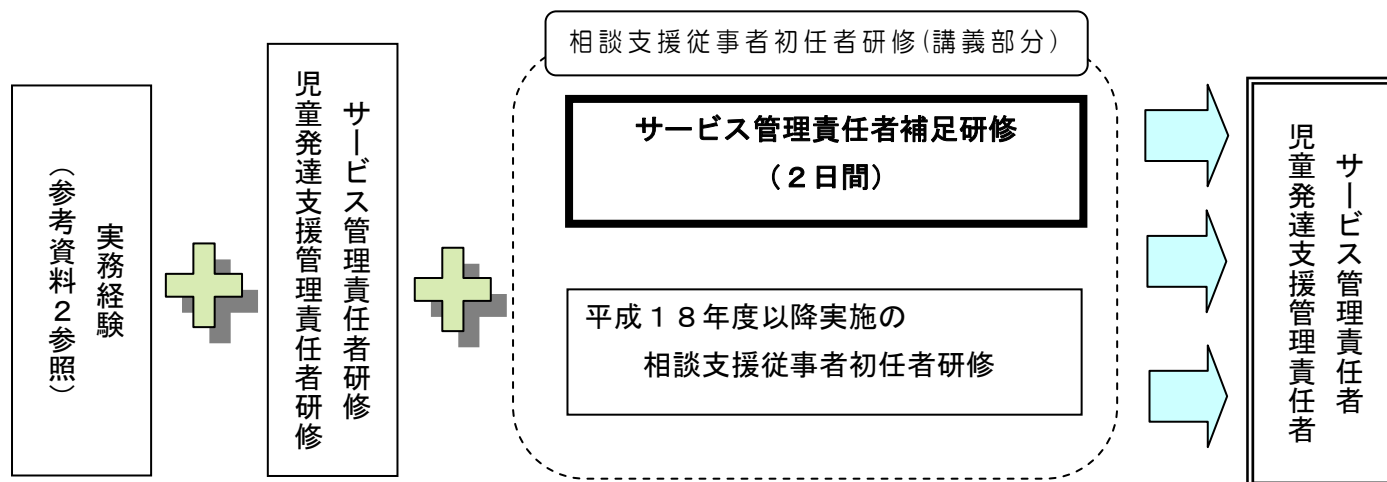 実務経験
（参考資料２参照）
サービス管理責任者研修
児童発達支援管理責任者研修
相談支援従事者初任者研修(講義部分)
サービス管理責任者補足研修
（２日間）
平成１８年度以降実施の
相談支援従事者初任者研修
サービス管理責任者
児童発達支援管理責任者